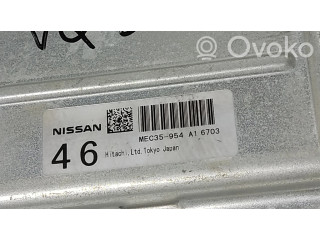 Ovoko
NISSAN
MEC35-954 A1 6703
46
Hitachi,Ltd.Tokyo Japan